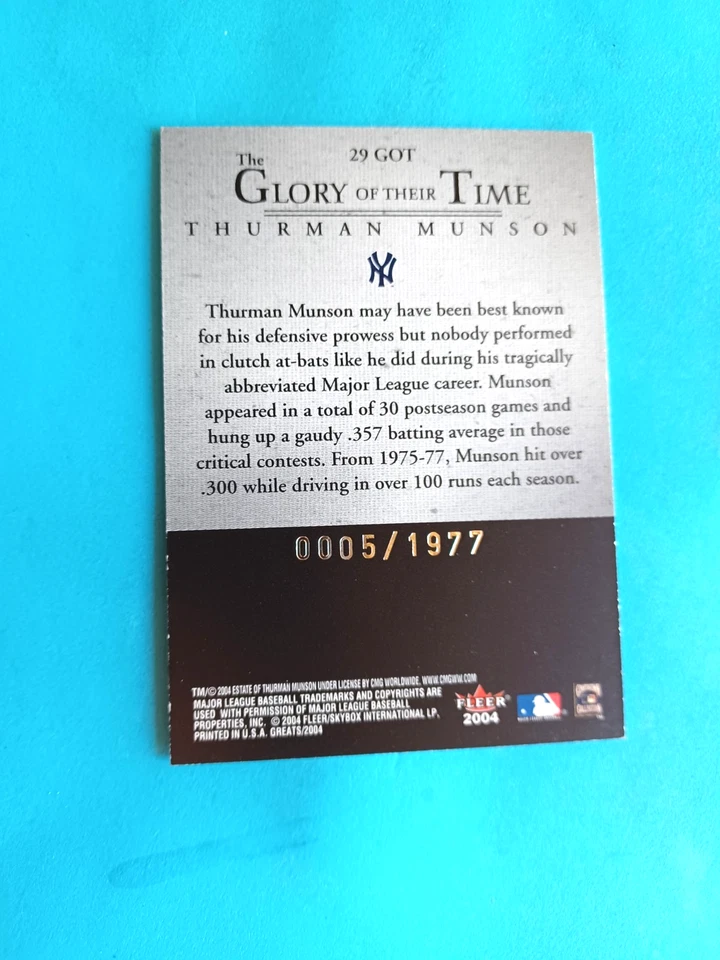 29 GOT
The
GLORY OF THEIR TIME
THURMAN MUNSON
NY
Thurman Munson may have been best known
for his defensive prowess but nobody performed
in clutch at-bats like he did during his tragically
abbreviated Major League career. Munson
appeared in a total of 30 postseason games and
hung up a gaudy .357 batting average in those
critical contests. From 1975-77, Munson hit over
.300 while driving in over 100 runs each season.
0005/1977
TM/© 2004 ESTATE OF THURMAN MUNSON UNDER LICENSE BY CMG WORLDWIDE. WWW.CMGWW.COM
MAJOR LEAGUE BASEBALL TRADEMARKS AND COPYRIGHTS ARE
USED WITH PERMISSION OF MAJOR LEAGUE BASEBALL
PROPERTIES, INC. © 2004 FLEER/SKYBOX INTERNATIONAL LP.
PRINTED IN U.S.A. GREATS/2004
FLEER
2004